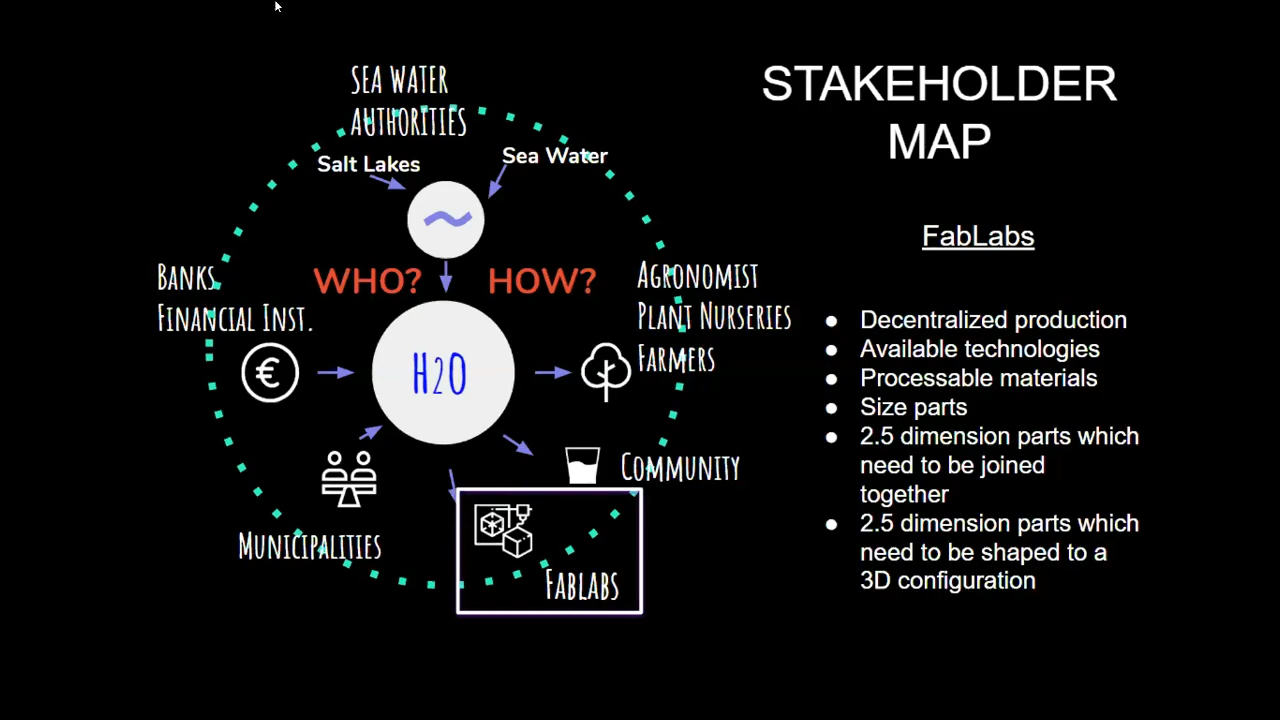 SEA WATER
AUTHORITIES
Salt Lakes
Sea Water
WHO?
HOW?
BANKS
FINANCIAL INST.
€
H2O
AGRONOMIST
PLANT NURSERIES
FARMERS
COMMUNITY
MUNICIPALITIES
FABLABS
STAKEHOLDER
MAP
FabLabs
● Decentralized production
● Available technologies
● Processable materials
● Size parts
● 2.5 dimension parts which
need to be joined
together
● 2.5 dimension parts which
need to be shaped to a
3D configuration